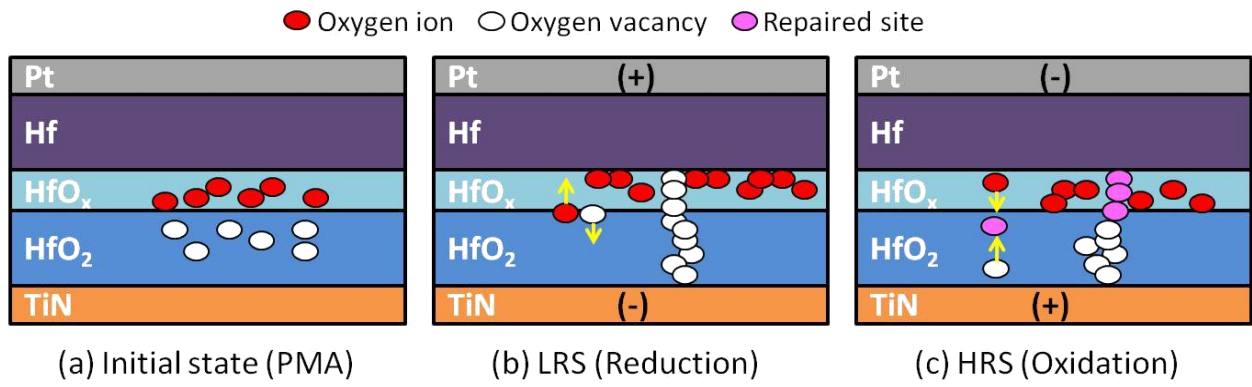 Oxygen ion Oxygen vacancy Repaired site
Pt
Hf
HfOₓ
HfO₂
TiN
(a) Initial state (PMA)
Pt (+)
Hf
HfOₓ
HfO₂
TiN (-)
(b) LRS (Reduction)
Pt (-)
Hf
HfOₓ
HfO₂
TiN (+)
(c) HRS (Oxidation)